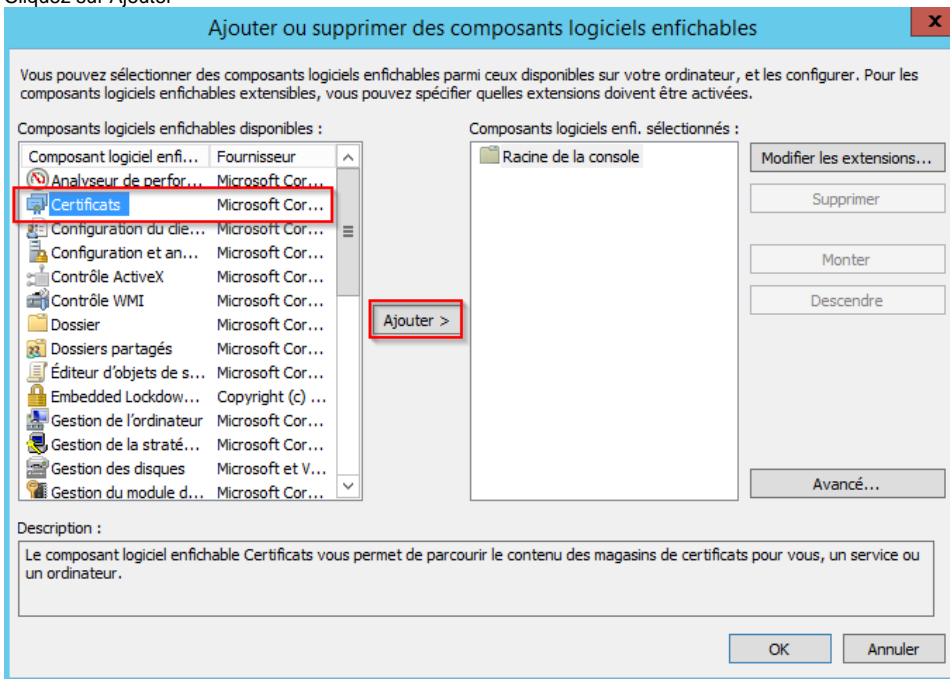 Cliquez sur Ajouter
Ajouter ou supprimer des composants logiciels enfichables
x
Vous pouvez sélectionner des composants logiciels enfichables parmi ceux disponibles sur votre ordinateur, et les configurer. Pour les
composants logiciels enfichables extensibles, vous pouvez spécifier quelles extensions doivent être activées.
Composants logiciels enfichables disponibles :
Composant logiciel enfi... Fournisseur
Analyseur de perfor... Microsoft Cor...
Certificats Microsoft Cor...
Configuration du clie... Microsoft Cor...
Configuration et an... Microsoft Cor...
Contrôle ActiveX Microsoft Cor...
Contrôle WMI Microsoft Cor...
Dossier Microsoft Cor...
Dossiers partagés Microsoft Cor...
Éditeur d'objets de s... Microsoft Cor...
Embedded Lockdow... Copyright (c) ...
Gestion de l'ordinateur Microsoft Cor...
Gestion de la straté... Microsoft Cor...
Gestion des disques Microsoft et V...
Gestion du module d... Microsoft Cor...
Ajouter >
Composants logiciels enfi. sélectionnés :
Racine de la console
Modifier les extensions...
Supprimer
Monter
Descendre
Avancé...
Description :
Le composant logiciel enfichable Certificats vous permet de parcourir le contenu des magasins de certificats pour vous, un service ou
un ordinateur.
OK
Annuler